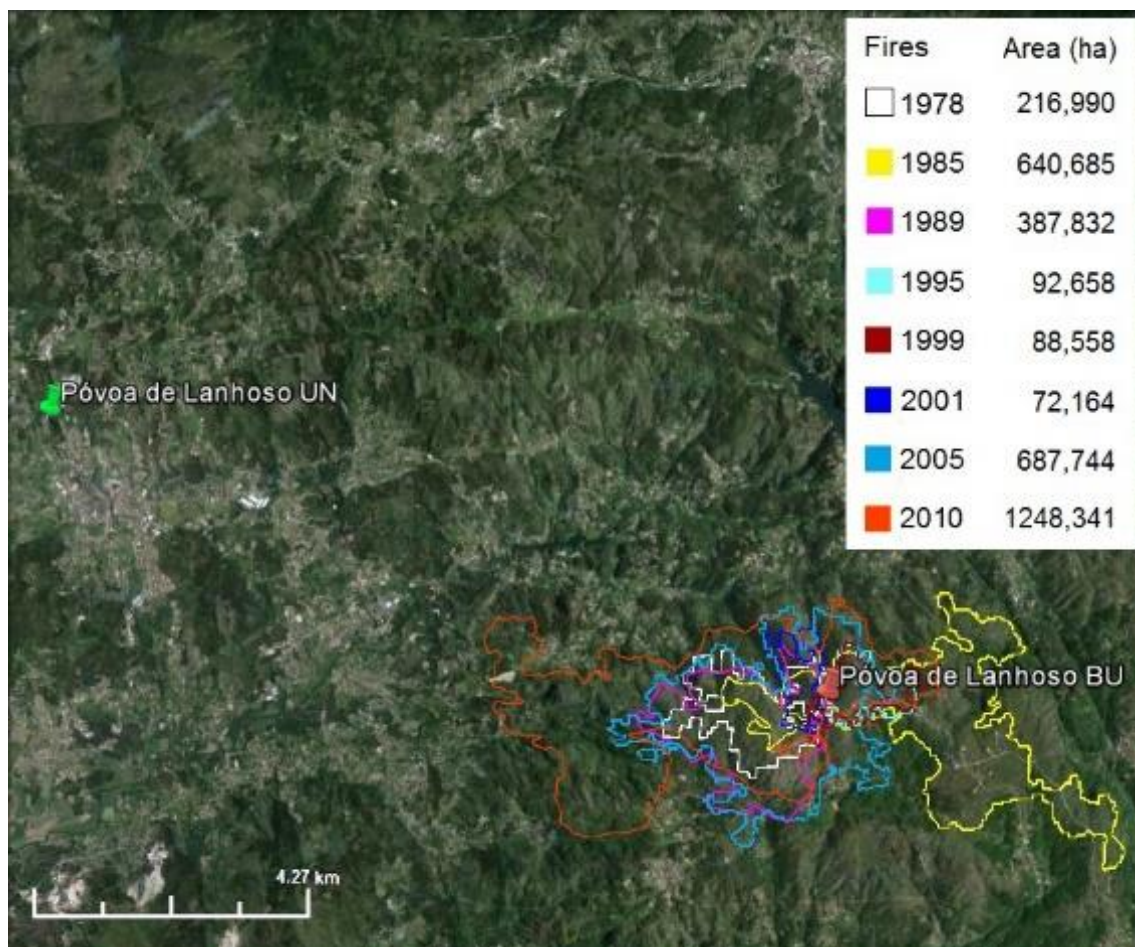 Fires Area (ha)
1978 216,990
1985 640,685
1989 387,832
1995 92,658
1999 88,558
2001 72,164
2005 687,744
2010 1248,341
Póvoa de Lanhoso UN
Póvoa de Lanhoso BU
4.27 km